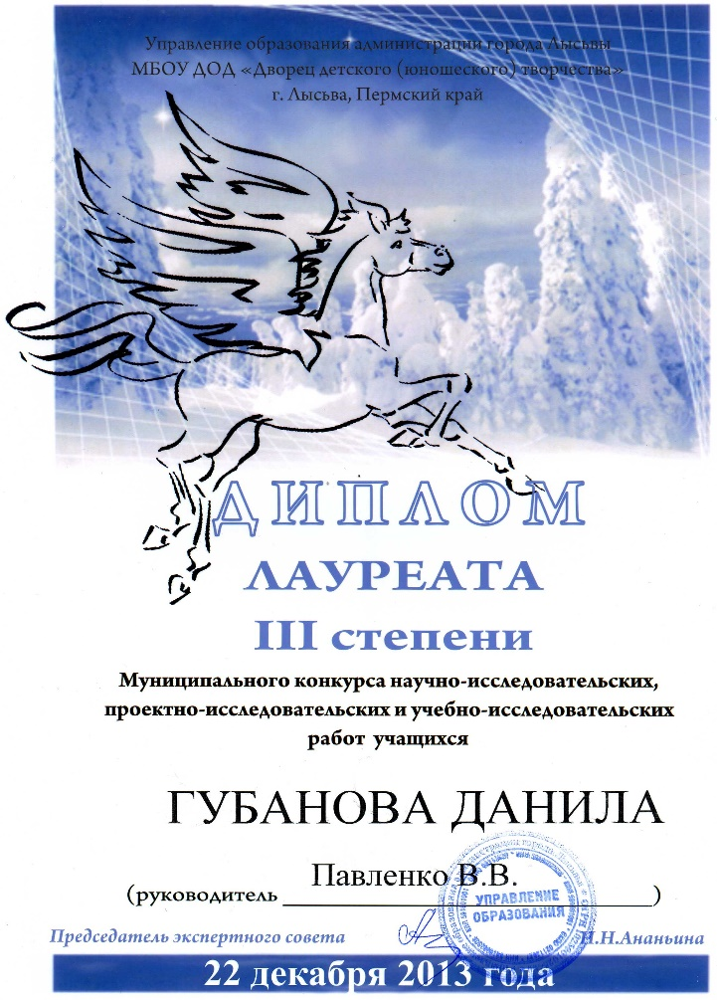 Управление образования администрации города Лысьвы
МБОУ ДОД «Дворец детского (юношеского) творчества»
г. Лысьва, Пермский край
ДИПЛОМ
ЛАУРЕАТА
III степени
Муниципального конкурса научно-исследовательских,
проектно-исследовательских и учебно-исследовательских
работ учащихся
ГУБАНОВА ДАНИЛА
Павленко В.В.
(руководитель )
УПРАВЛЕНИЕ
ОБРАЗОВАНИЯ
Председатель экспертного совета Н.Н.Ананьина
22 декабря 2013 года